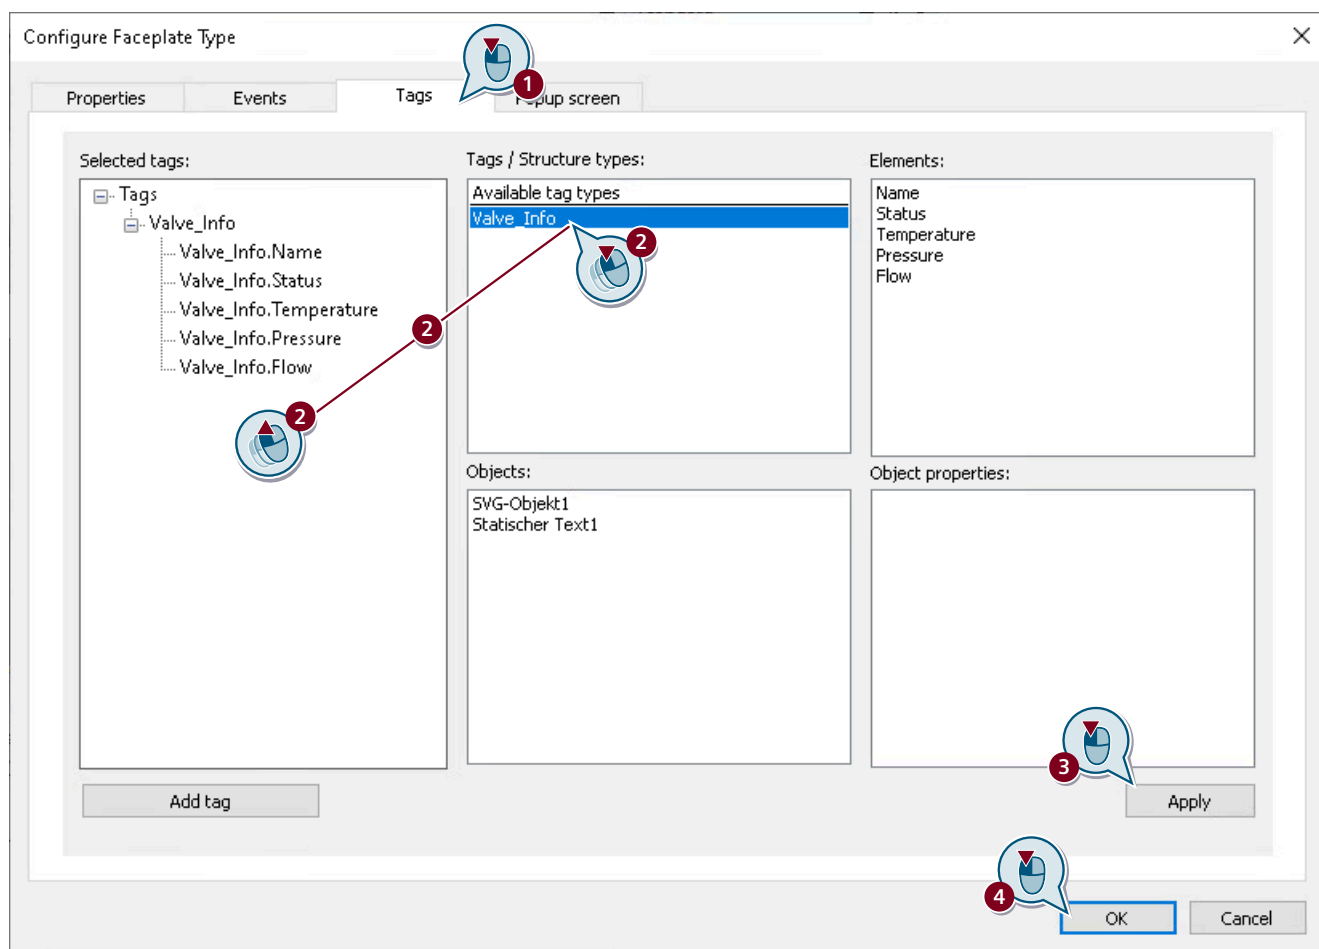 Configure Faceplate Type
1
Properties
Events
Tags
Popup screen
Selected tags:
Tags
Valve_Info
Valve_Info.Name
Valve_Info.Status
Valve_Info.Temperature
Valve_Info.Pressure
Valve_Info.Flow
2
2
2
Add tag
Tags / Structure types:
Available tag types
Valve_Info
Objects:
SVG-Objekt1
Statischer Text1
Elements:
Name
Status
Temperature
Pressure
Flow
Object properties:
3
Apply
4
OK
Cancel